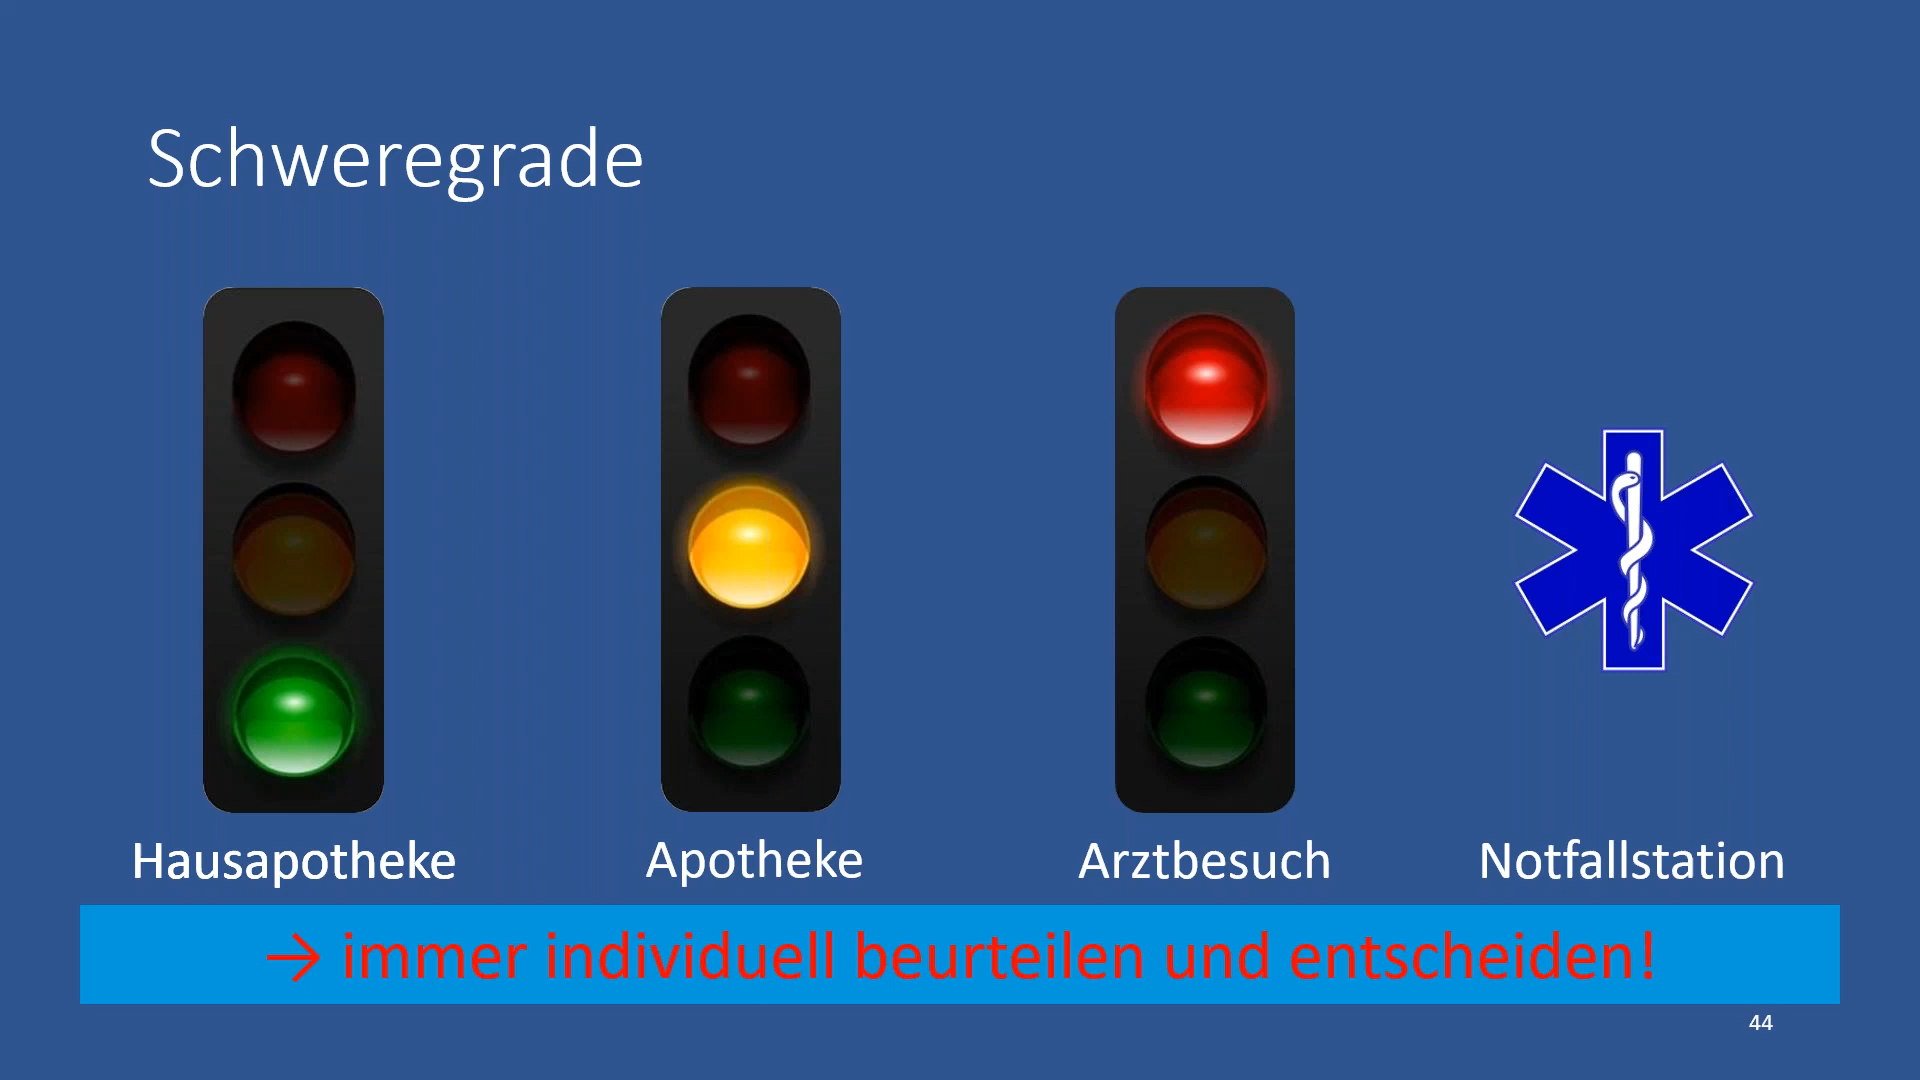 Schweregrade
Hausapotheke
Apotheke
Arztbesuch
Notfallstation
→ immer individuell beurteilen und entscheiden!
44